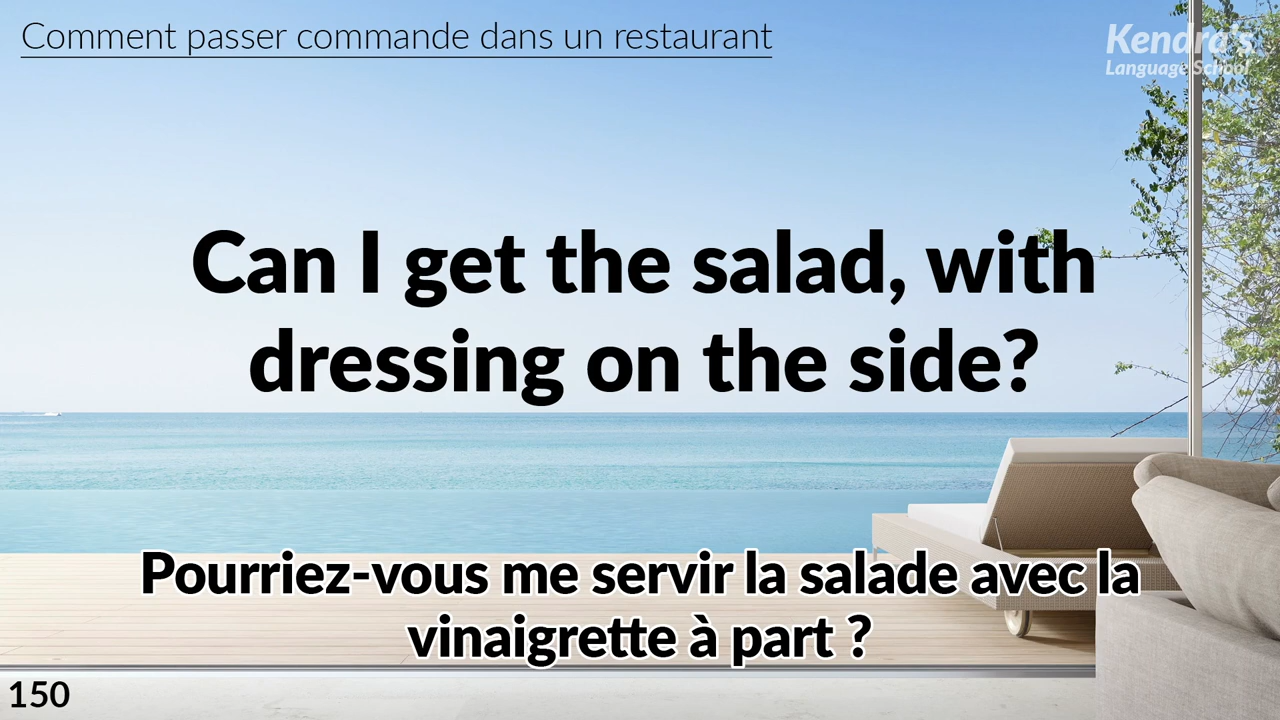 Comment passer commande dans un restaurant
Kendra's
Language School
Can I get the salad, with
dressing on the side?
Pourriez-vous me servir la salade avec la
vinaigrette à part ?
150